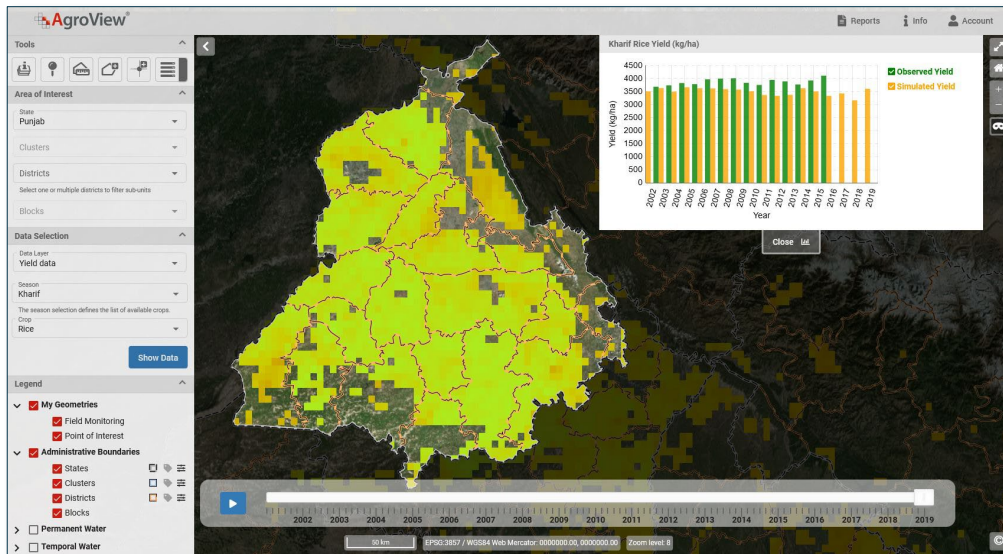 AgroView®
Reports
Info
Account
Tools
Area of Interest
State
Punjab
Clusters
Districts
Select one or multiple districts to filter sub-units
Blocks
Data Selection
Data Layer
Yield data
Season
Kharif
The season selection defines the list of available crops.
Crop
Rice
Show Data
Legend
My Geometries
Field Monitoring
Point of Interest
Administrative Boundaries
States
Clusters
Districts
Blocks
Permanent Water
Temporal Water
Kharif Rice Yield (kg/ha)
Yield (kg/ha)
4500
4000
3500
3000
2500
2000
1500
1000
500
0
2002 2003 2004 2005 2006 2007 2008 2009 2010 2011 2012 2013 2014 2015 2016 2017 2018 2019
Year
Observed Yield
Simulated Yield
Close
2002 2003 2004 2005 2006 2007 2008 2009 2010 2011 2012 2013 2014 2015 2016 2017 2018 2019
50 km
EPSG:3857 / WGS84 Web Mercator: 0000000.00, 0000000.00
Zoom level: 8